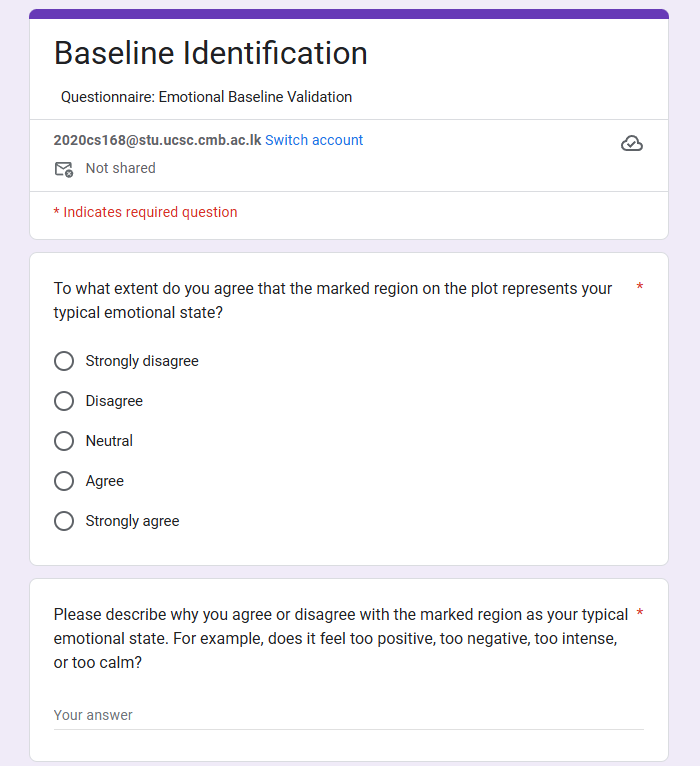 Baseline Identification
Questionnaire: Emotional Baseline Validation
2020cs168@stu.ucsc.cmb.ac.lk Switch account
Not shared
* Indicates required question
To what extent do you agree that the marked region on the plot represents your *
typical emotional state?
Strongly disagree
Disagree
Neutral
Agree
Strongly agree
Please describe why you agree or disagree with the marked region as your typical *
emotional state. For example, does it feel too positive, too negative, too intense,
or too calm?
Your answer